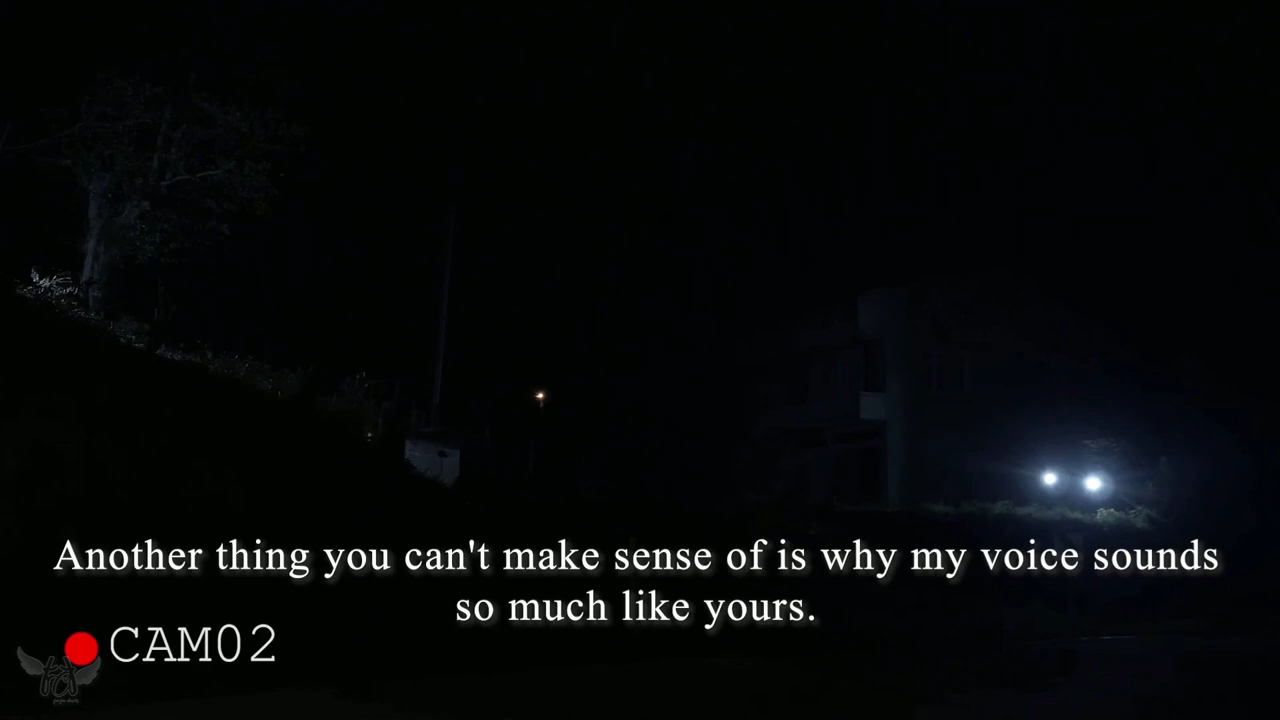 Another thing you can't make sense of is why my voice sounds
so much like yours.
CAM02